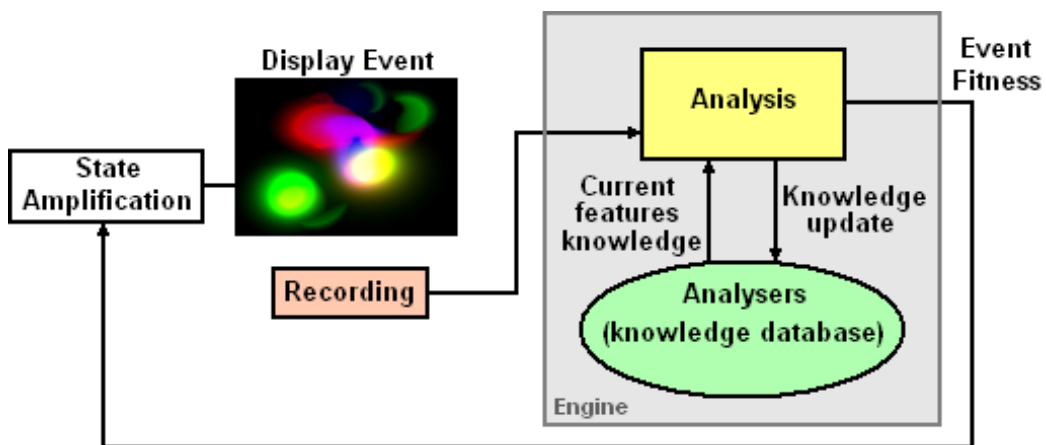 Display Event
Event
Fitness
Analysis
State
Amplification
Current
features
knowledge
Knowledge
update
Recording
Analysers
(knowledge database)
Engine